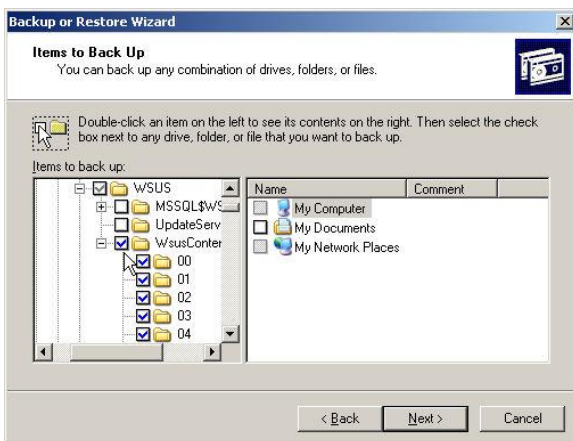 Backup or Restore Wizard
Items to Back Up
You can back up any combination of drives, folders, or files.
Double-click an item on the left to see its contents on the right. Then select the check
box next to any drive, folder, or file that you want to back up.
Items to back up:
WSUS
MSSQL$WS
UpdateServ
WsusConter
00
01
02
03
04
Name Comment
My Computer
My Documents
My Network Places
< Back Next > Cancel